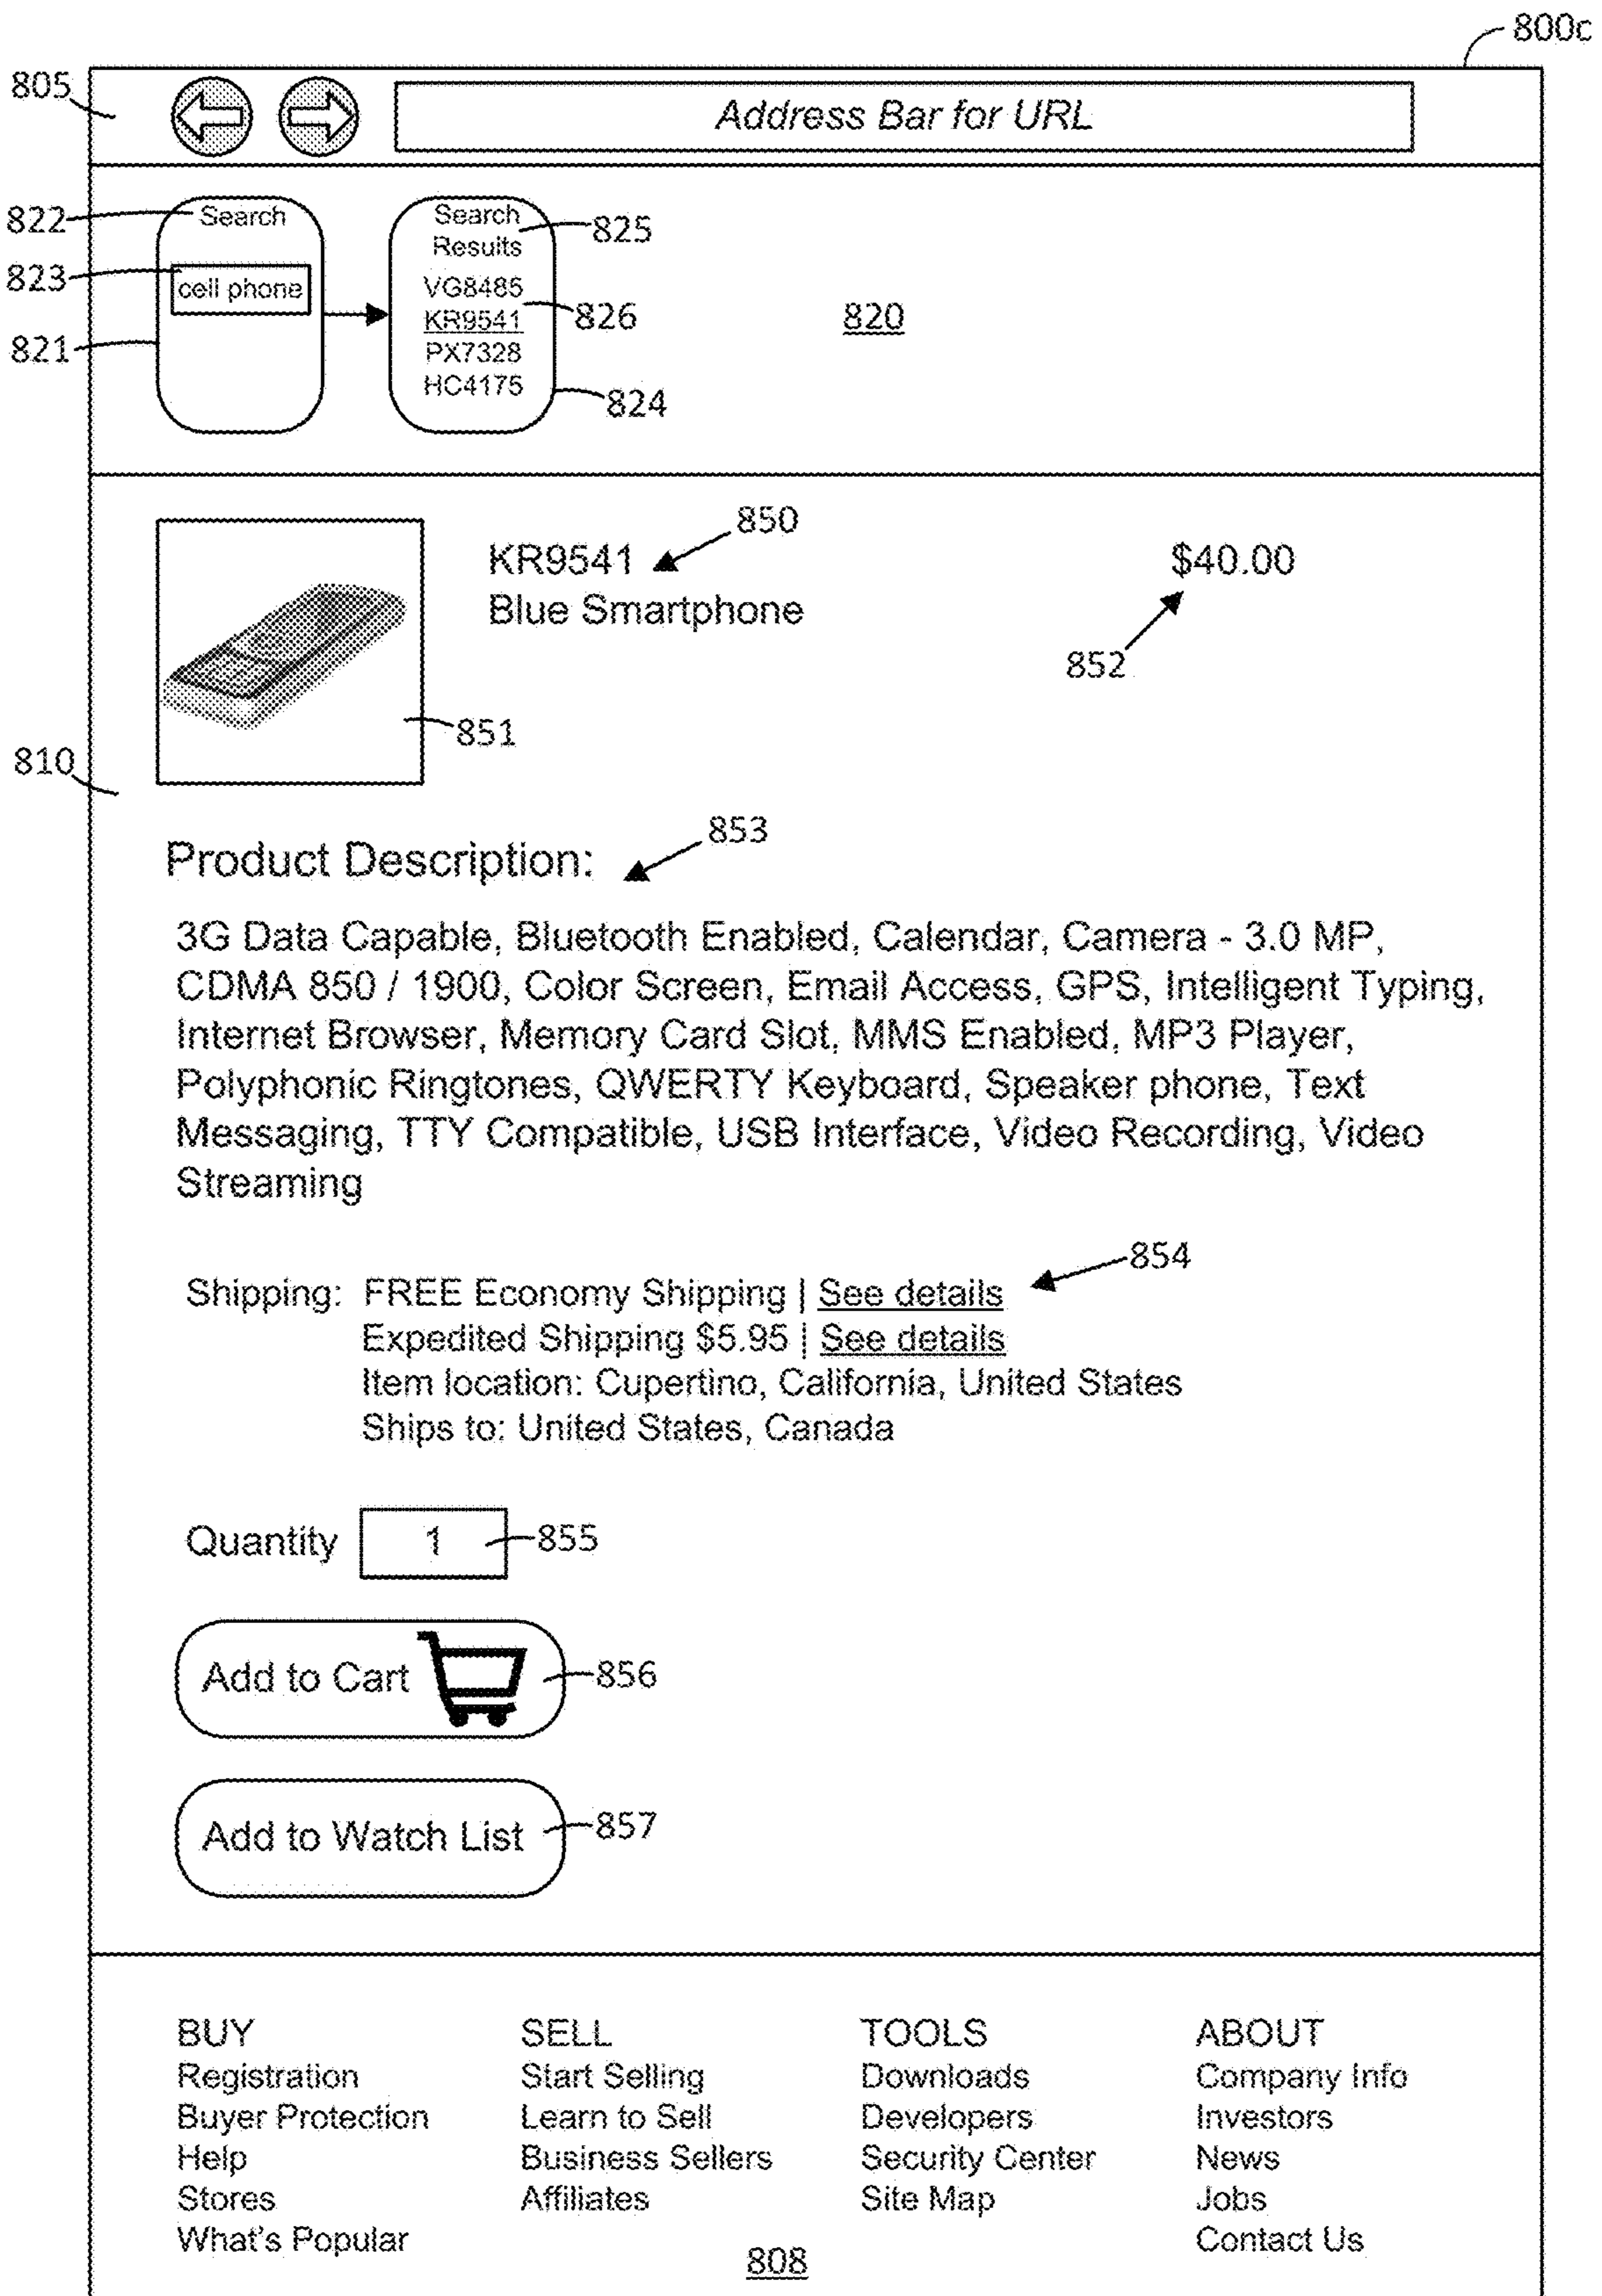 800c
805
Address Bar for URL
822
Search
823
cell phone
821
Search
Results
825
VG8485
KR9541
826
PX7328
HC4175
824
820
KR9541
850
Blue Smartphone
$40.00
852
851
810
Product Description:
853
3G Data Capable, Bluetooth Enabled, Calendar, Camera - 3.0 MP,
CDMA 850 / 1900, Color Screen, Email Access, GPS, Intelligent Typing,
Internet Browser, Memory Card Slot, MMS Enabled, MP3 Player,
Polyphonic Ringtones, QWERTY Keyboard, Speaker phone, Text
Messaging, TTY Compatible, USB Interface, Video Recording, Video
Streaming
854
Shipping: FREE Economy Shipping | See details
Expedited Shipping $5.95 | See details
Item location: Cupertino, California, United States
Ships to: United States, Canada
Quantity 1 855
Add to Cart 856
Add to Watch List 857
BUY
Registration
Buyer Protection
Help
Stores
What's Popular
SELL
Start Selling
Learn to Sell
Business Sellers
Affiliates
TOOLS
Downloads
Developers
Security Center
Site Map
ABOUT
Company Info
Investors
News
Jobs
Contact Us
808